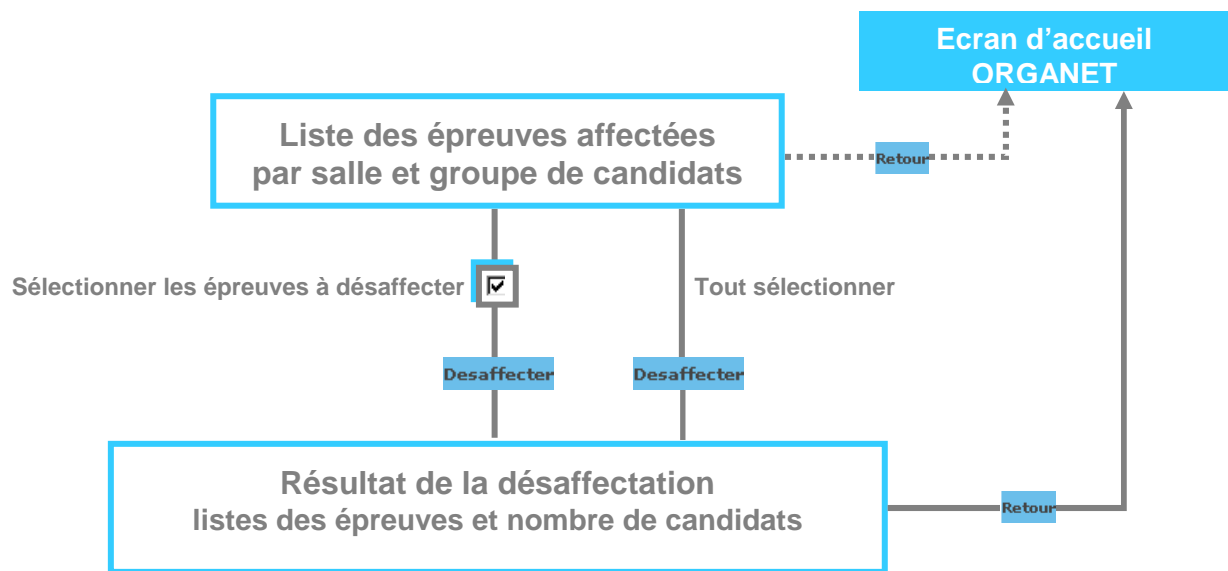 Ecran d’accueil
ORGANET
Liste des épreuves affectées
par salle et groupe de candidats
Retour
Sélectionner les épreuves à désaffecter
Tout sélectionner
Desaffecter
Desaffecter
Résultat de la désaffectation
listes des épreuves et nombre de candidats
Retour